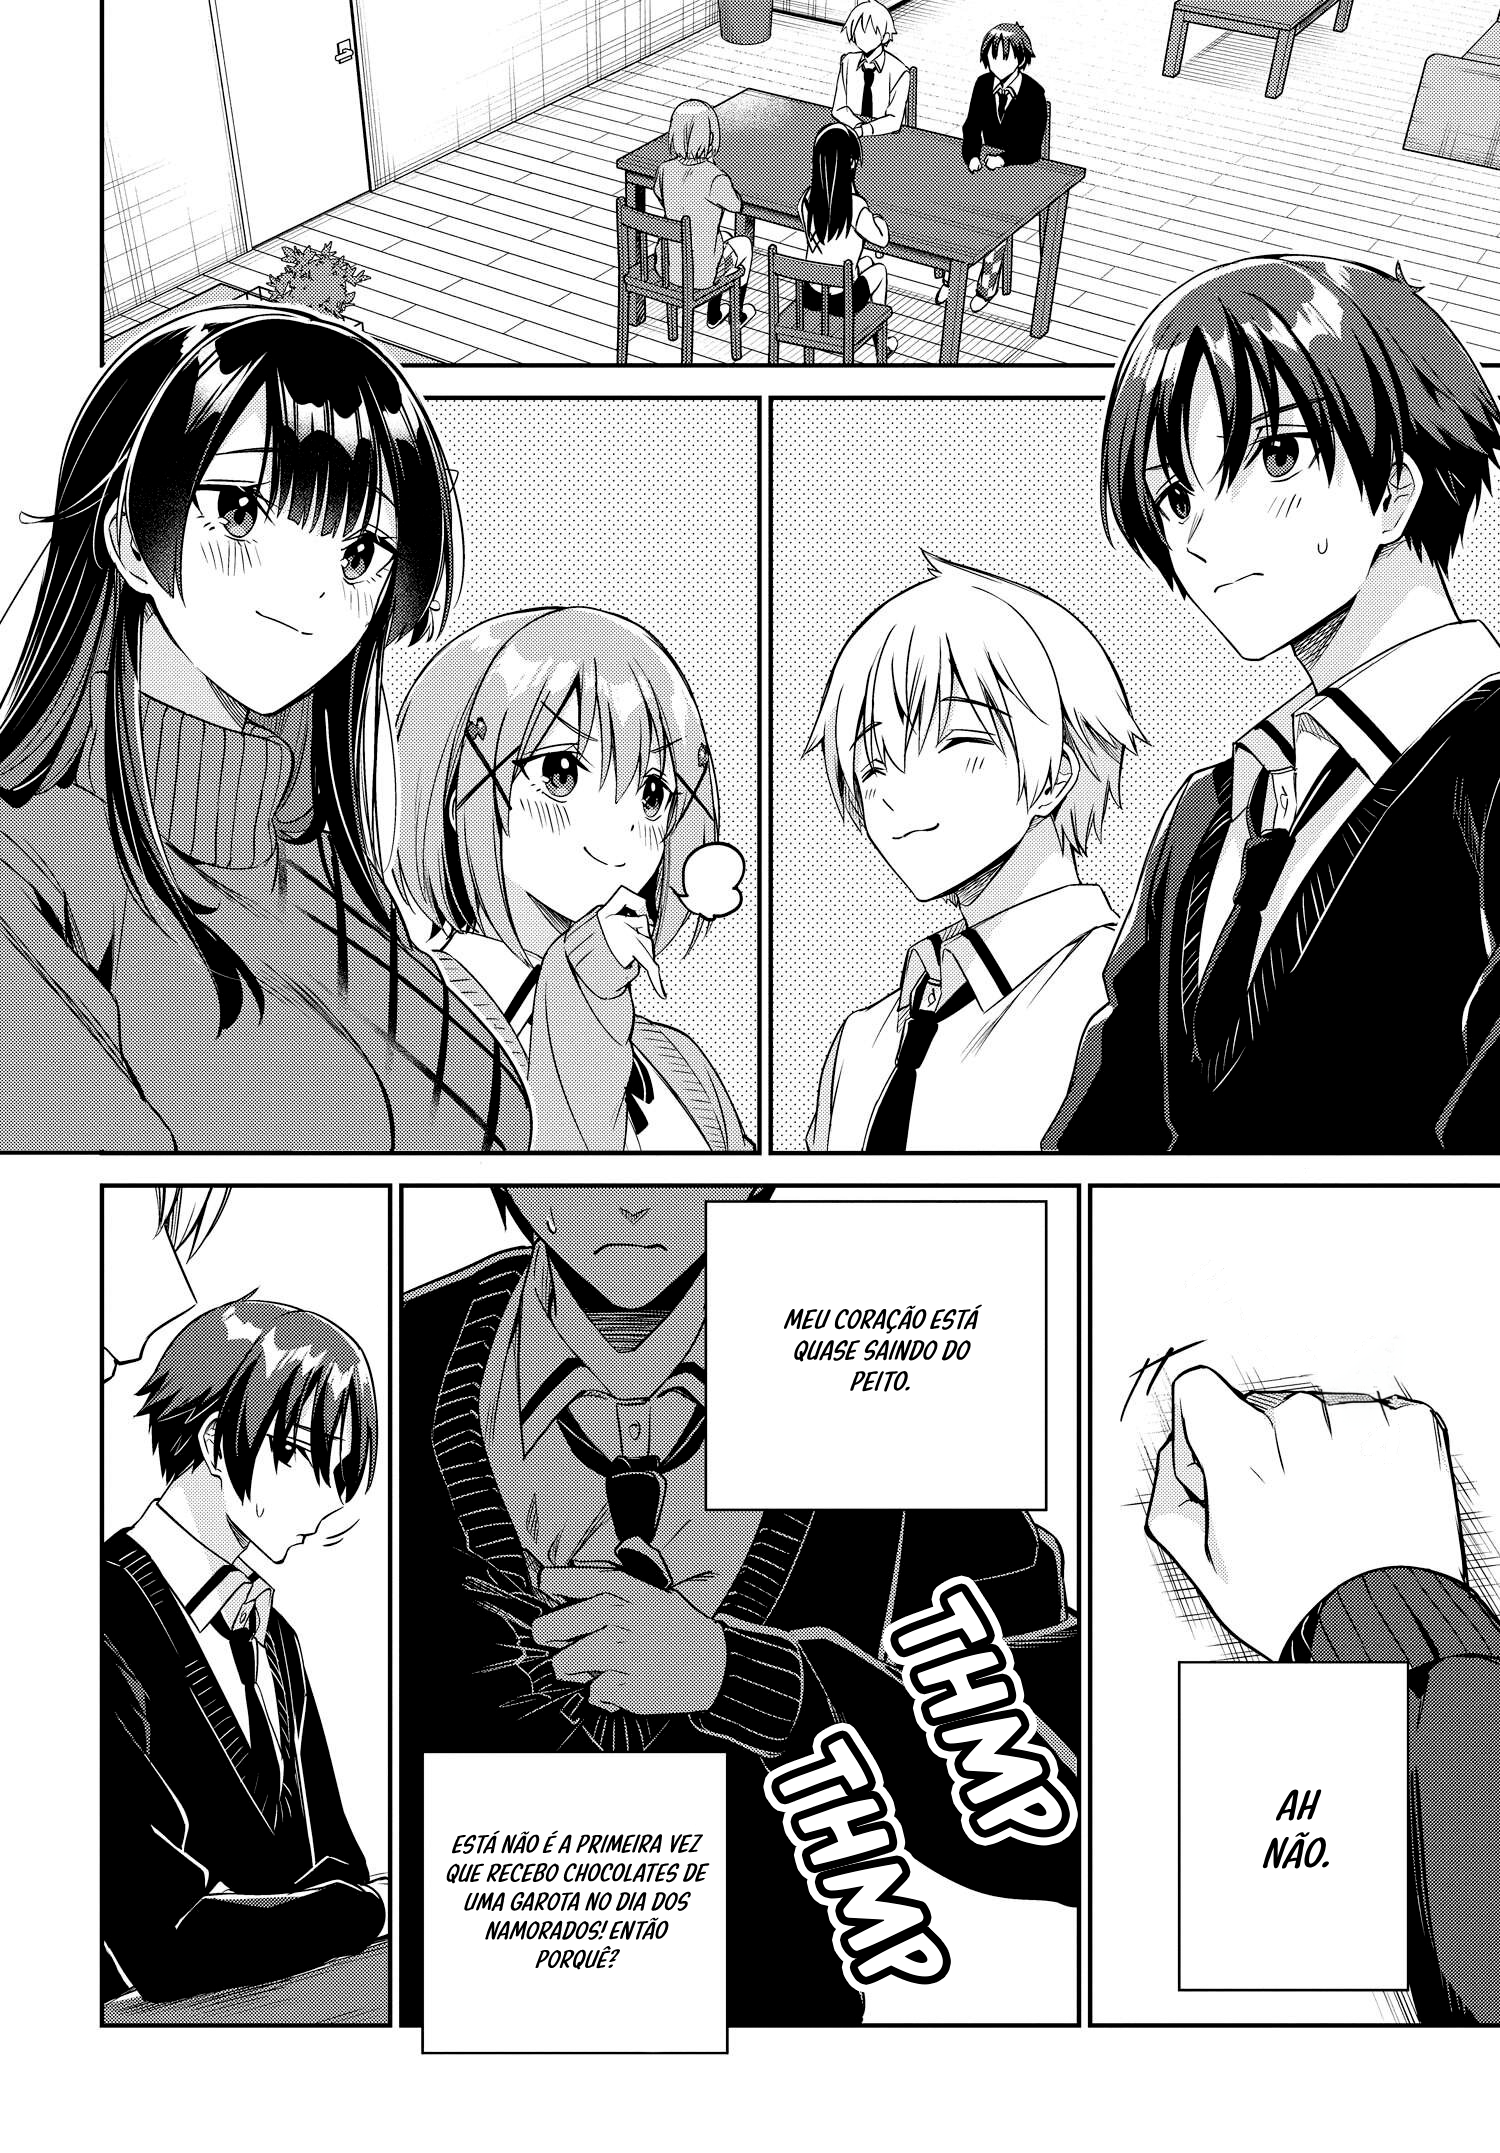 AH
NÃO.
MEU CORAÇÃO ESTÁ
QUASE SAINDO DO
PEITO.
THMP
THMP
ESTÁ NÃO É A PRIMEIRA VEZ
QUE RECEBO CHOCOLATES DE
UMA GAROTA NO DIA DOS
NAMORADOS! ENTÃO
PORQUÊ?